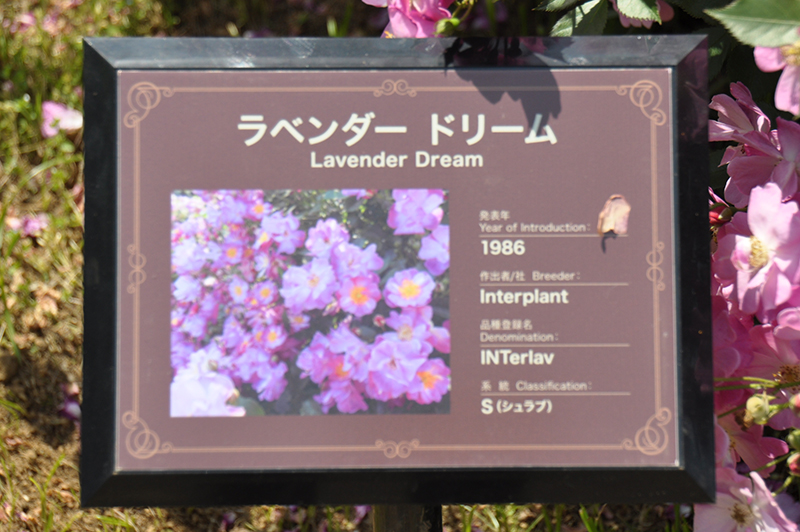 ラベンダー ドリーム
Lavender Dream
発表年
Year of Introduction:
1986
作出者/社 Breeder:
Interplant
品種登録名
Denomination:
INTerlav
系 統 Classification:
S(シュラブ)